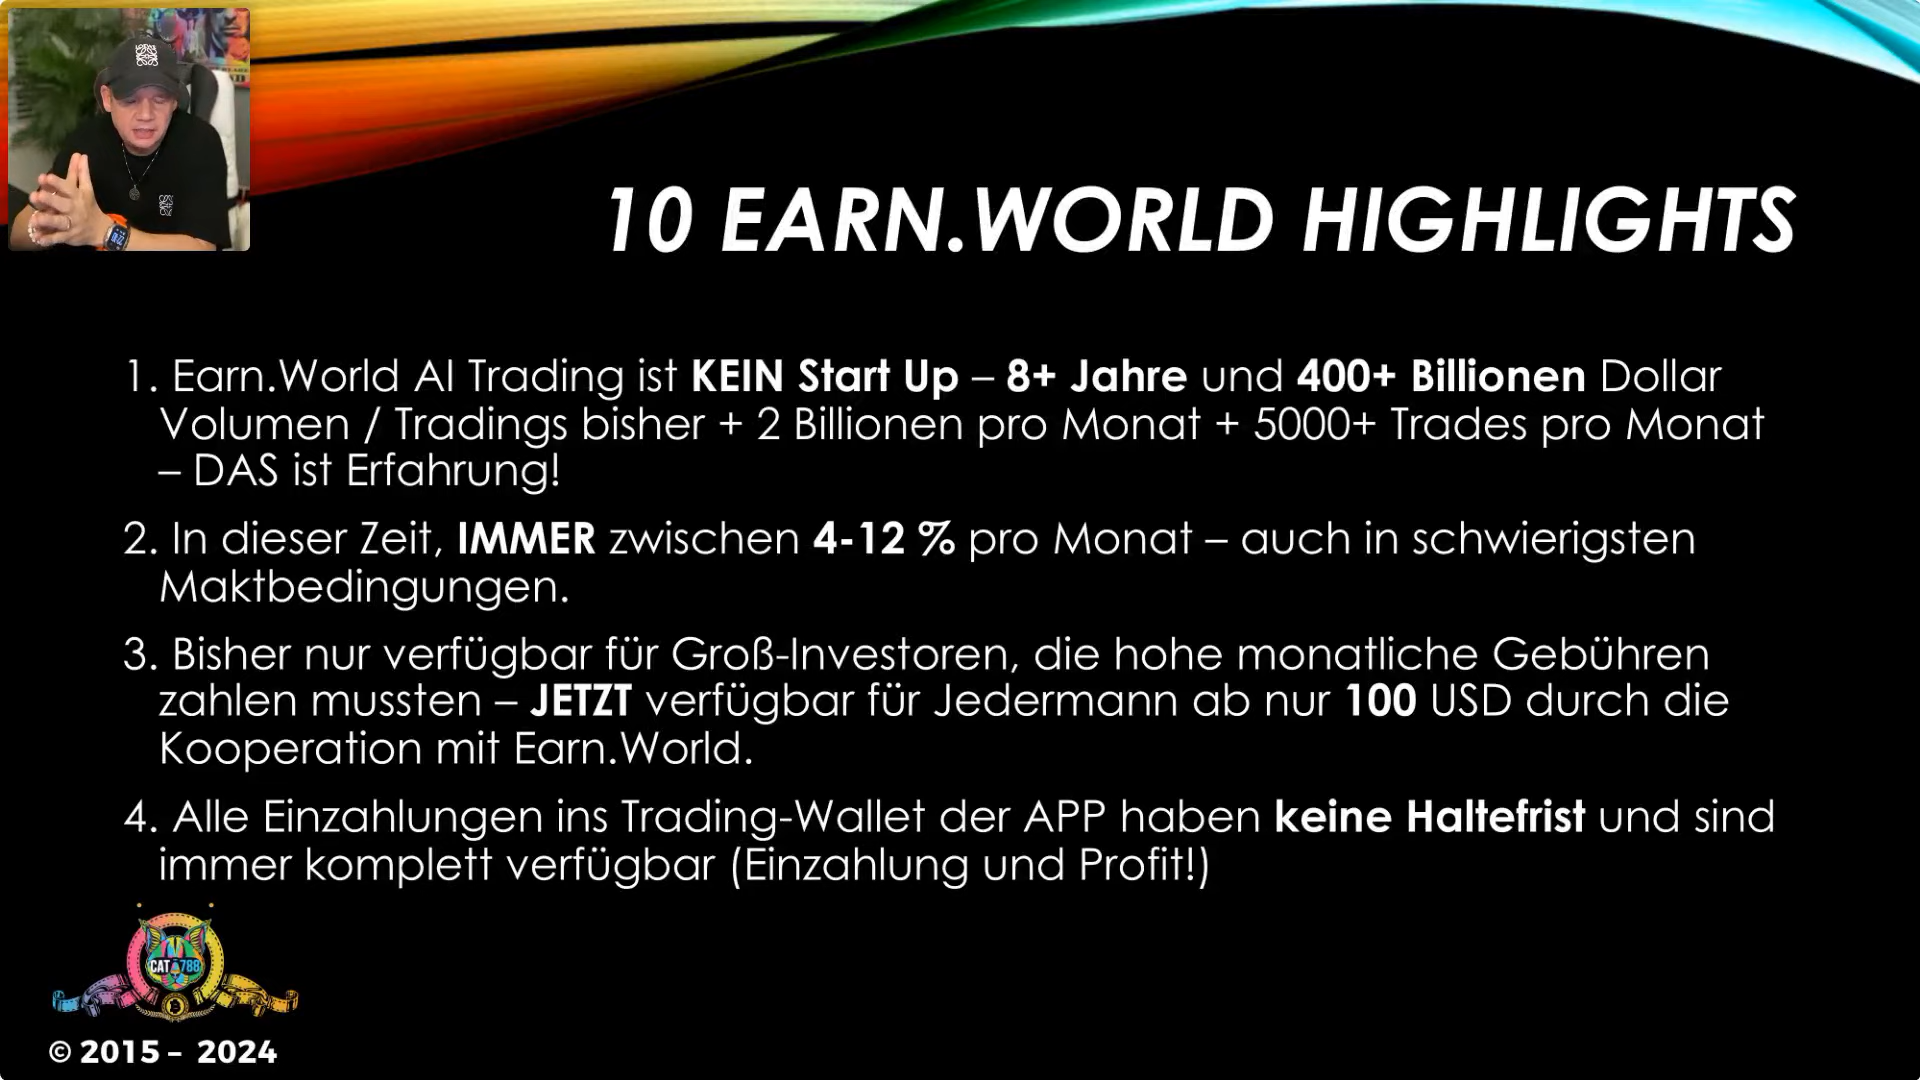 10 EARN.WORLD HIGHLIGHTS
1. Earn.World AI Trading ist KEIN Start Up – 8+ Jahre und 400+ Billionen Dollar
Volumen / Tradings bisher + 2 Billionen pro Monat + 5000+ Trades pro Monat
– DAS ist Erfahrung!
2. In dieser Zeit, IMMER zwischen 4-12 % pro Monat – auch in schwierigsten
Maktbedingungen.
3. Bisher nur verfügbar für Groß-Investoren, die hohe monatliche Gebühren
zahlen mussten – JETZT verfügbar für Jedermann ab nur 100 USD durch die
Kooperation mit Earn.World.
4. Alle Einzahlungen ins Trading-Wallet der APP haben keine Haltefrist und sind
immer komplett verfügbar (Einzahlung und Profit!)
CAT 788
© 2015 – 2024